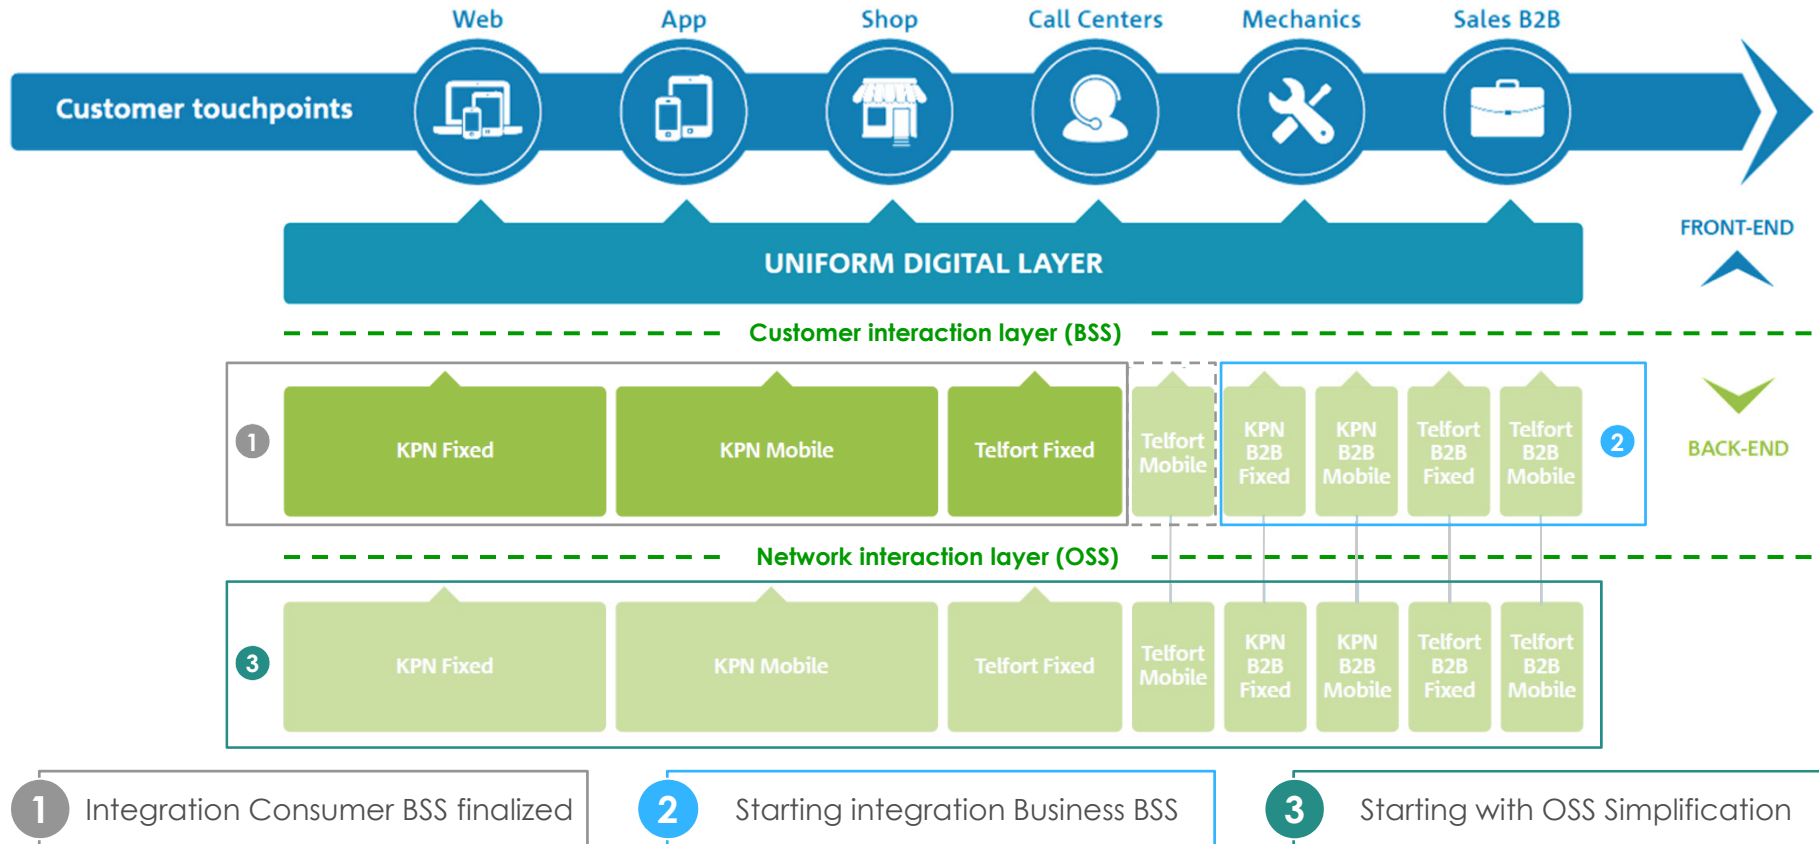 Web
App
Shop
Call Centers
Mechanics
Sales B2B
Customer touchpoints
FRONT-END
UNIFORM DIGITAL LAYER
Customer interaction layer (BSS)
1
KPN Fixed
KPN Mobile
Telfort Fixed
Telfort
Mobile
KPN
B2B
Fixed
KPN
B2B
Mobile
Telfort
B2B
Fixed
Telfort
B2B
Mobile
2
BACK-END
Network interaction layer (OSS)
3
KPN Fixed
KPN Mobile
Telfort Fixed
Telfort
Mobile
KPN
B2B
Fixed
KPN
B2B
Mobile
Telfort
B2B
Fixed
Telfort
B2B
Mobile
1 Integration Consumer BSS finalized
2 Starting integration Business BSS
3 Starting with OSS Simplification